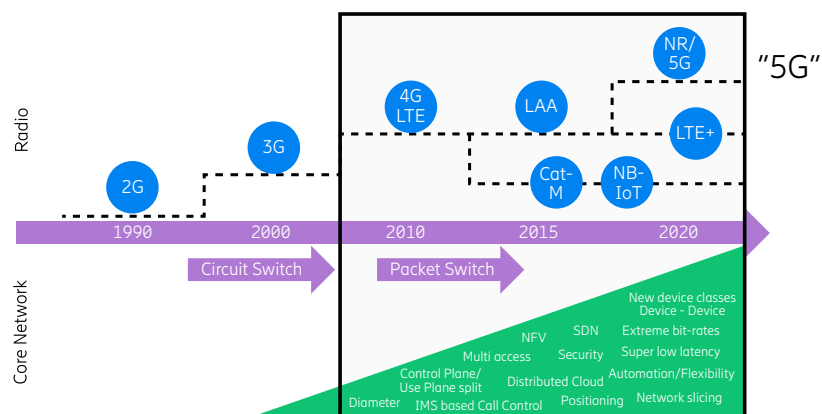 NR/
5G
"5G"
4G
LTE
LAA
LTE+
3G
Cat-
M
NB-
IoT
2G
Radio
1990
2000
2010
2015
2020
Circuit Switch
Packet Switch
Core Network
New device classes
Device - Device
NFV
SDN
Extreme bit-rates
Multi access
Security
Super low latency
Control Plane/
Use Plane split
Distributed Cloud
Automation/Flexibility
Diameter
IMS based Call Control
Positioning
Network slicing